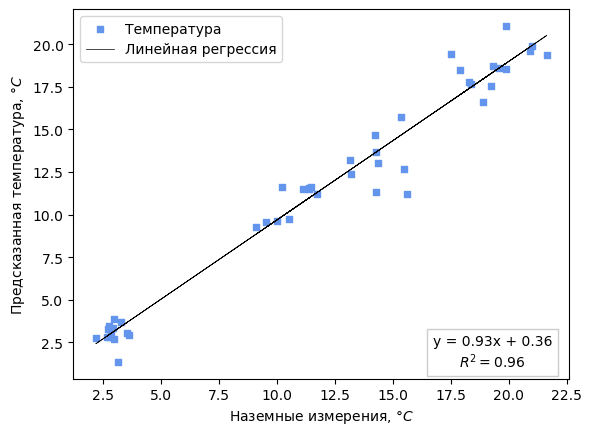 Температура
Линейная регрессия
20.0
17.5
15.0
12.5
10.0
7.5
5.0
2.5
Предсказанная температура, °C
y = 0.93x + 0.36
R² = 0.96
2.5 5.0 7.5 10.0 12.5 15.0 17.5 20.0 22.5
Наземные измерения, °C